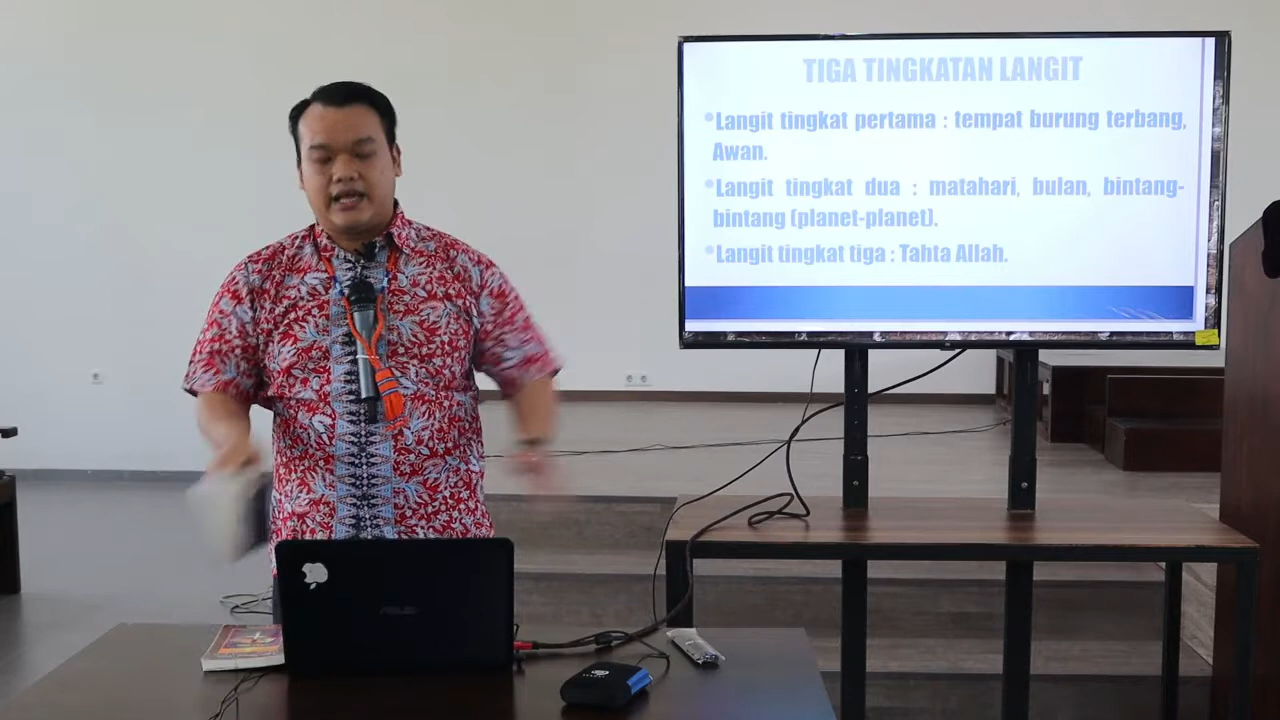 TIGA TINGKATAN LANGIT
Langit tingkat pertama : tempat burung terbang,
Awan.
Langit tingkat dua : matahari, bulan, bintang-
bintang (planet-planet).
Langit tingkat tiga : Tahta Allah.
ASUS